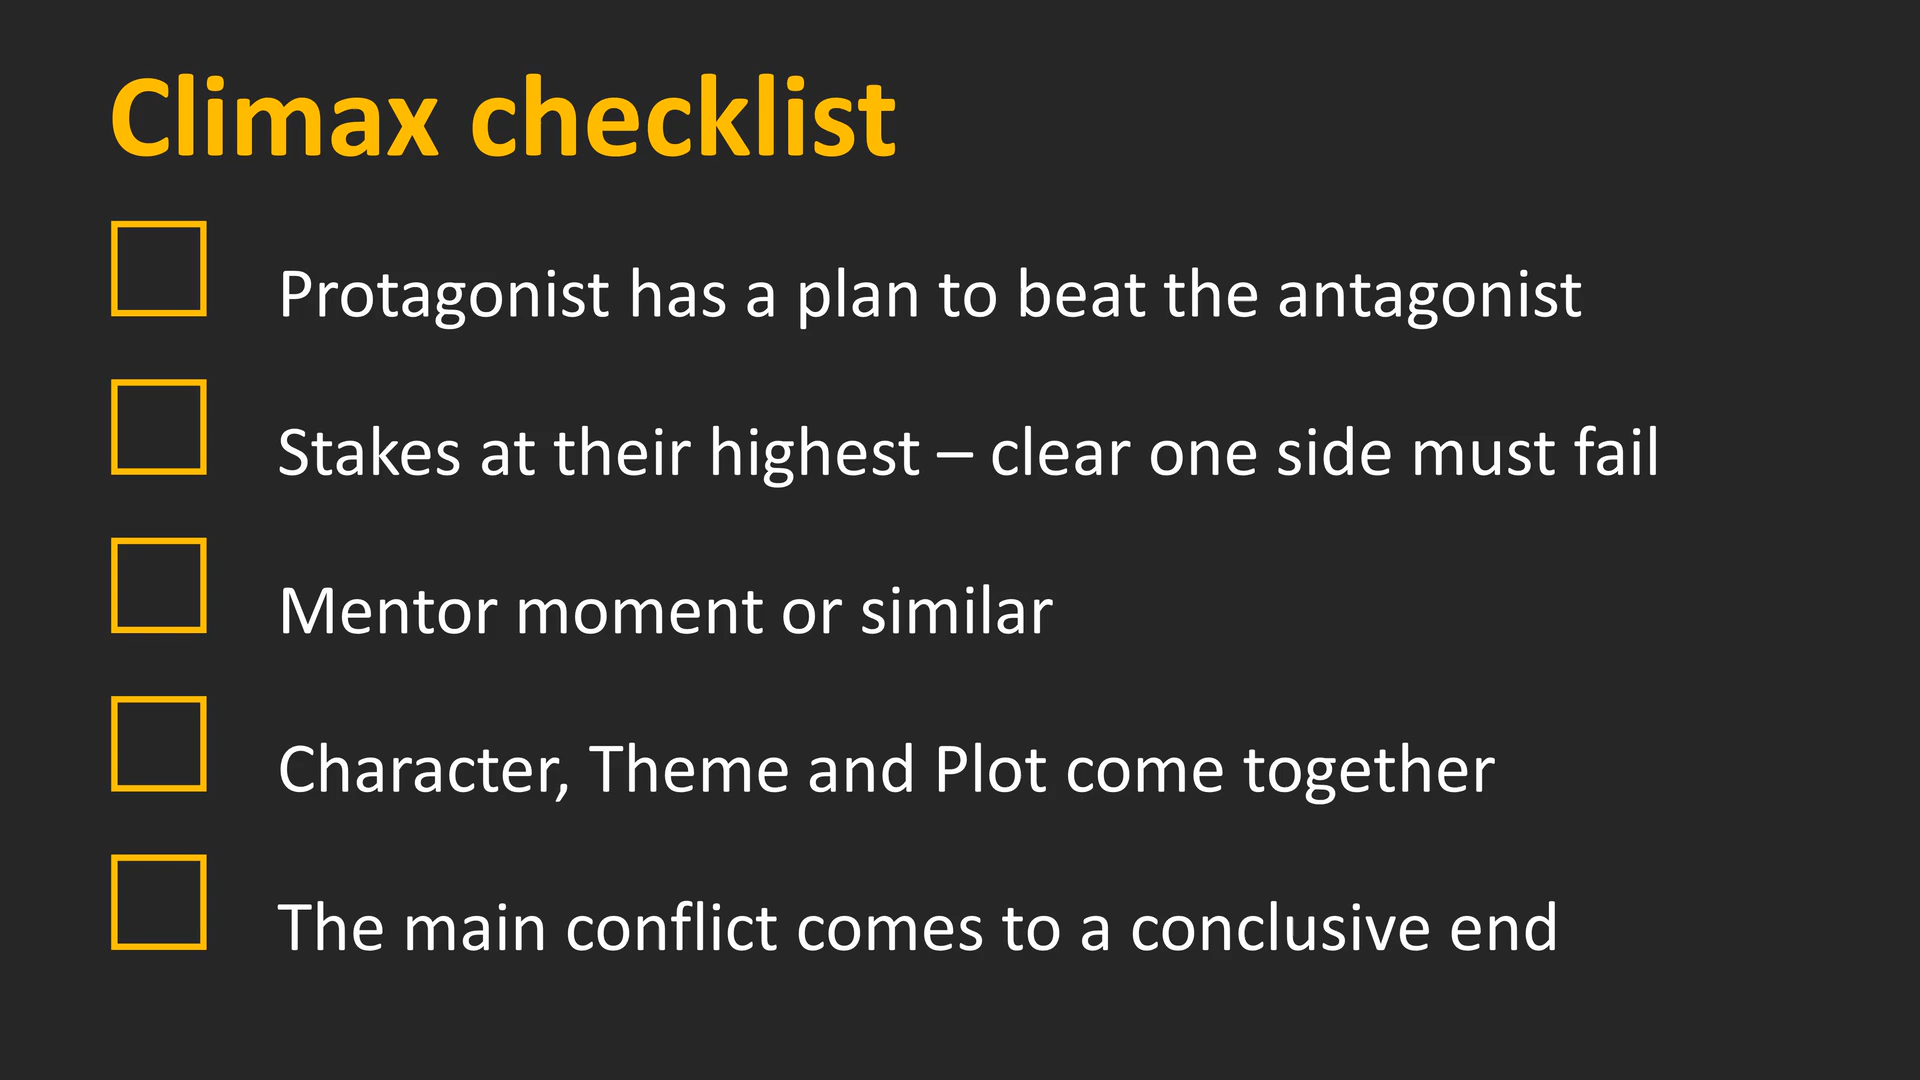 Climax checklist
Protagonist has a plan to beat the antagonist
Stakes at their highest – clear one side must fail
Mentor moment or similar
Character, Theme and Plot come together
The main conflict comes to a conclusive end